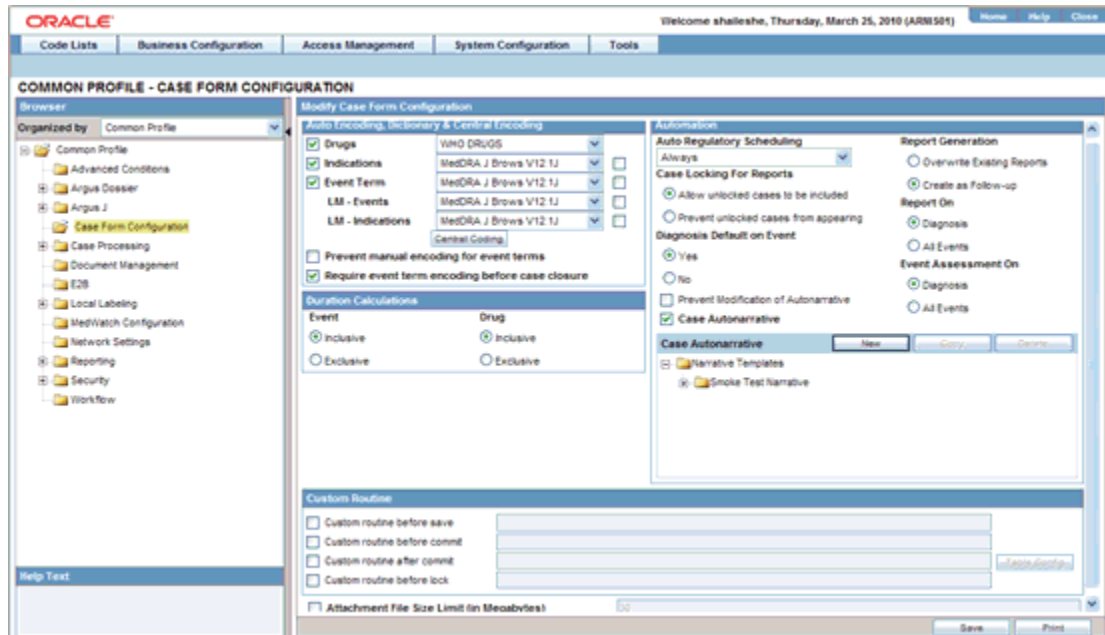 ORACLE
Welcome shaileshe, Thursday, March 25, 2010 (ARMIS01)
Home Help Close
Code Lists Business Configuration Access Management System Configuration Tools
COMMON PROFILE - CASE FORM CONFIGURATION
Browser
Organized by Common Profile
Common Profile
Advanced Conditions
Argus Dossier
Argus J
Case Form Configuration
Case Processing
Document Management
E2B
Local Labeling
MedWatch Configuration
Network Settings
Reporting
Security
Workflow
Help Text
Modify Case Form Configuration
Auto Encoding, Dictionary & Central Encoding
Drugs WHO DRUGS
Indications MedDRA J Brows V12.1J
Event Term MedDRA J Brows V12.1J
LM - Events MedDRA J Brows V12.1J
LM - Indications MedDRA J Brows V12.1J
Central Coding
Prevent manual encoding for event terms
Require event term encoding before case closure
Duration Calculations
Event Drug
Inclusive Inclusive
Exclusive Exclusive
Automation
Auto Regulatory Scheduling
Always
Case Locking For Reports
Allow unlocked cases to be included
Prevent unlocked cases from appearing
Diagnosis Default on Event
Yes
No
Prevent Modification of Autonarrative
Case Autonarrative
Report Generation
Overwrite Existing Reports
Create as Follow-up
Report On
Diagnosis
All Events
Event Assessment On
Diagnosis
All Events
Case Autonarrative New Copy Delete
Narrative Templates
Smoke Test Narrative
Custom Routine
Custom routine before save
Custom routine before commit
Custom routine after commit
Custom routine before lock
Attachment File Size Limit (in Megabytes)
Save Print